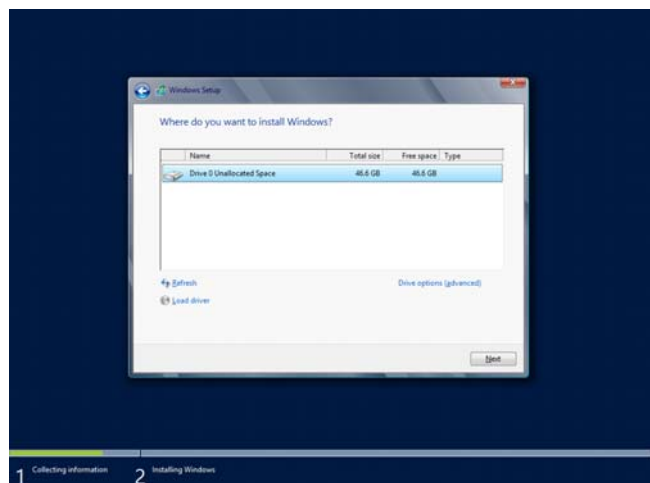 Windows Setup
Where do you want to install Windows?
Name Total size Free space Type
Drive 0 Unallocated Space 46.6 GB 46.6 GB
Refresh Drive options (advanced)
Load driver
Next
1 Collecting information 2 Installing Windows